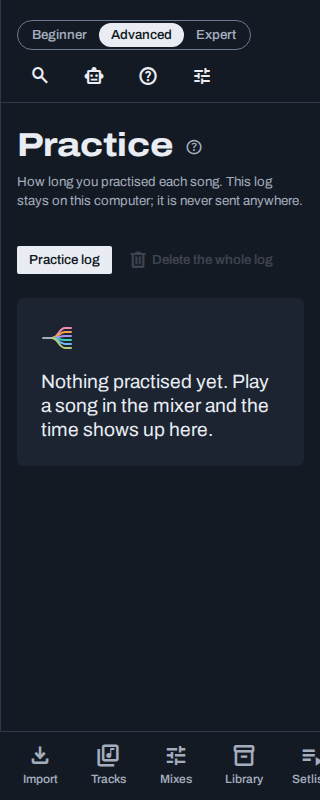 Beginner Advanced Expert
Practice
How long you practised each song. This log
stays on this computer; it is never sent anywhere.
Practice log Delete the whole log
Nothing practised yet. Play
a song in the mixer and the
time shows up here.
Import Tracks Mixes Library Setlis